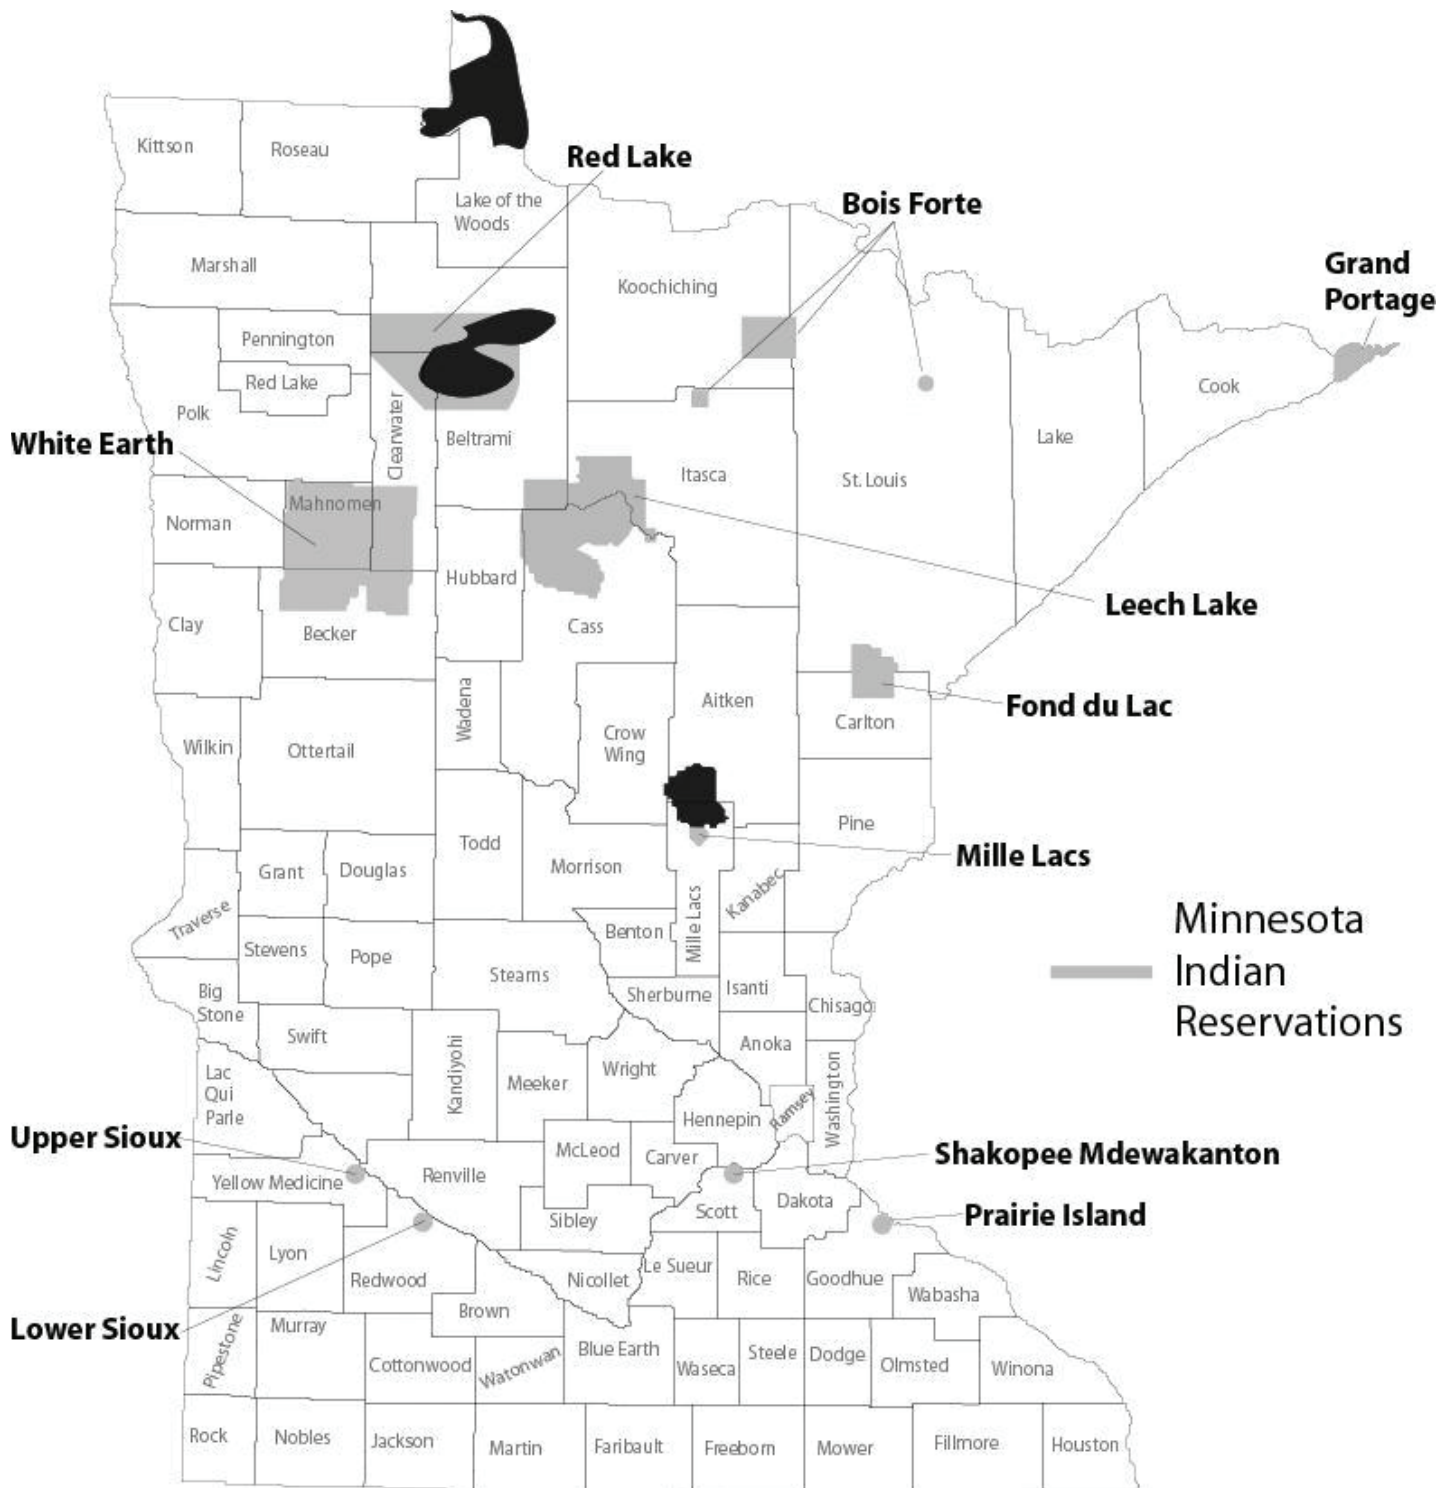 Kittson
Roseau
Red Lake
Lake of the
Woods
Bois Forte
Marshall
Koochiching
Grand
Portage
Pennington
Red Lake
Polk
Clearwater
Beltrami
Itasca
St. Louis
Lake
Cook
White Earth
Mahnomen
Norman
Hubbard
Leech Lake
Clay
Becker
Cass
Wadena
Aitken
Fond du Lac
Carlton
Wilkin
Ottertail
Crow
Wing
Pine
Todd
Mille Lacs
Grant
Douglas
Morrison
Kanabec
Traverse
Mille Lacs
Benton
Minnesota
Indian
Reservations
Stevens
Pope
Stearns
Isanti
Sherburne
Chisago
Big
Stone
Swift
Anoka
Kandiyohi
Wright
Washington
Lac
Qui
Parle
Meeker
Ramsey
Hennepin
Upper Sioux
McLeod
Carver
Shakopee Mdewakanton
Yellow Medicine
Renville
Dakota
Scott
Prairie Island
Sibley
Lincoln
Lyon
Redwood
Nicollet
Le Sueur
Rice
Goodhue
Wabasha
Brown
Lower Sioux
Murray
Pipestone
Cottonwood
Watonwan
Blue Earth
Waseca
Steele
Dodge
Olmsted
Winona
Rock
Nobles
Jackson
Martin
Faribault
Freeborn
Mower
Fillmore
Houston